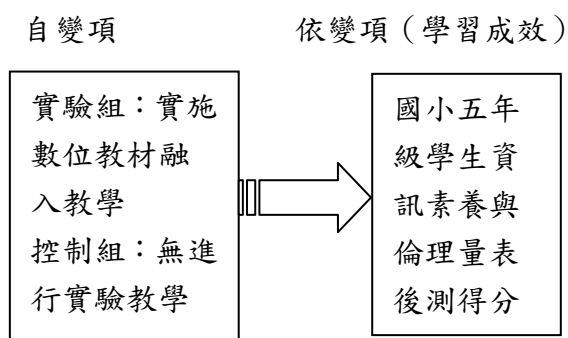 自變項
依變項（學習成效）
實驗組：實施
數位教材融
入教學
控制組：無進
行實驗教學
國小五年
級學生資
訊素養與
倫理量表
後測得分